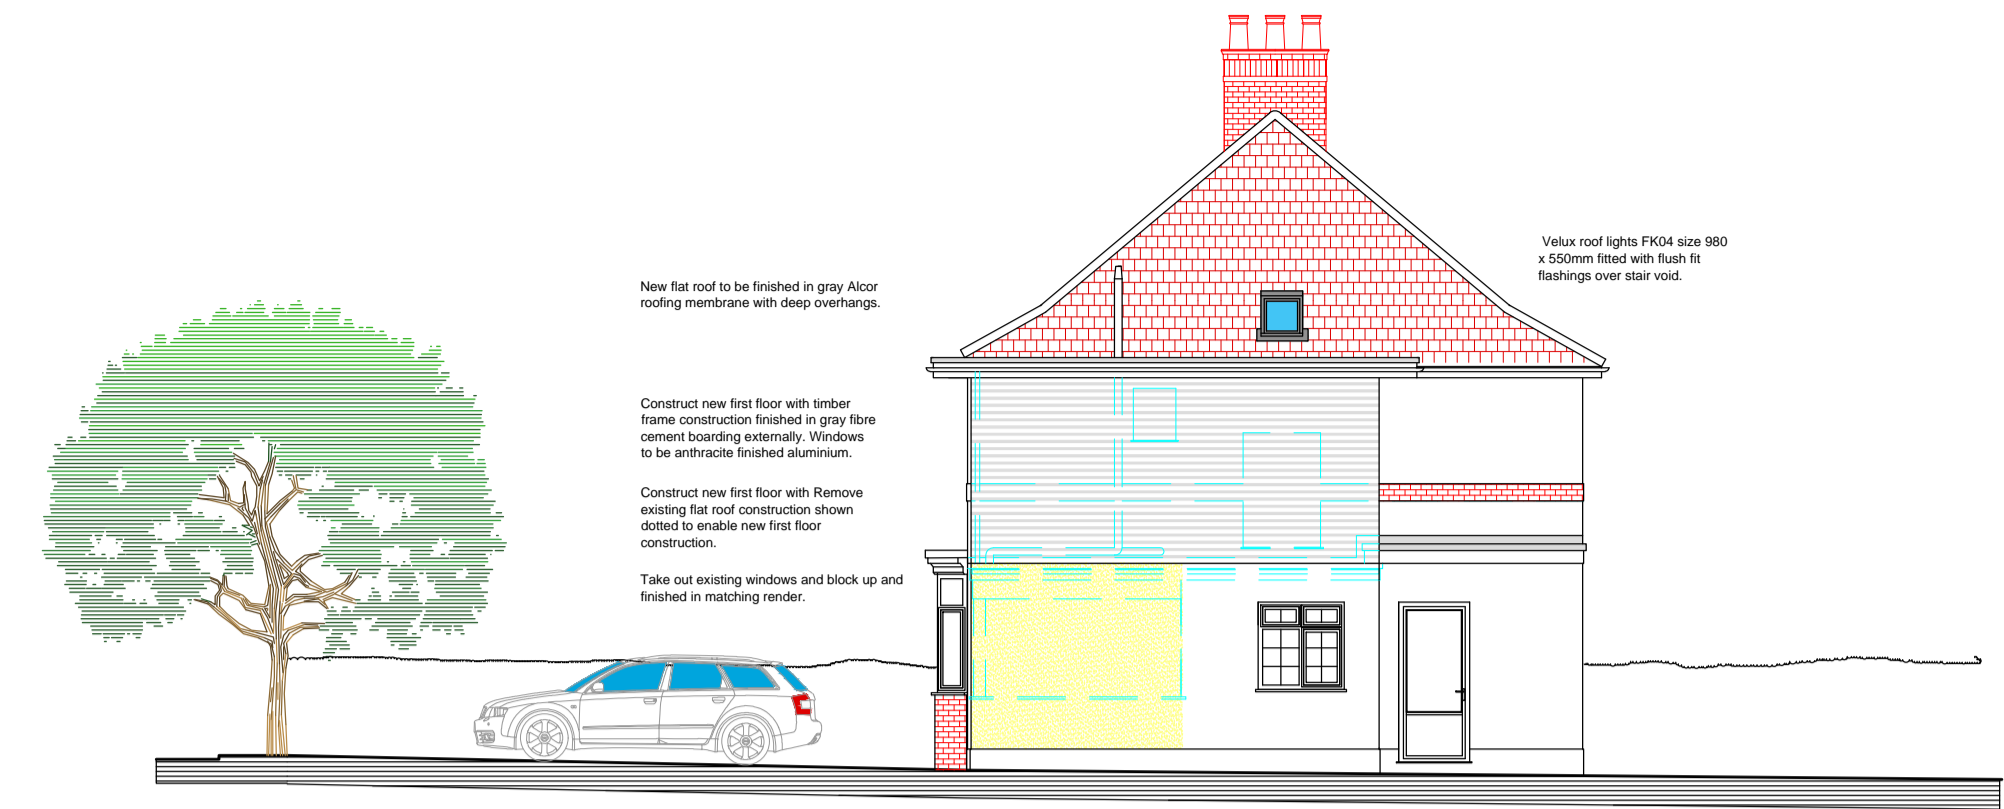 New flat roof to be finished in gray Alcor
roofing membrane with deep overhangs.
Construct new first floor with timber
frame construction finished in gray fibre
cement boarding externally. Windows
to be anthracite finished aluminium.
Construct new first floor with Remove
existing flat roof construction shown
dotted to enable new first floor
construction.
Take out existing windows and block up and
finished in matching render.
Velux roof lights FK04 size 980
x 550mm fitted with flush fit
flashings over stair void.